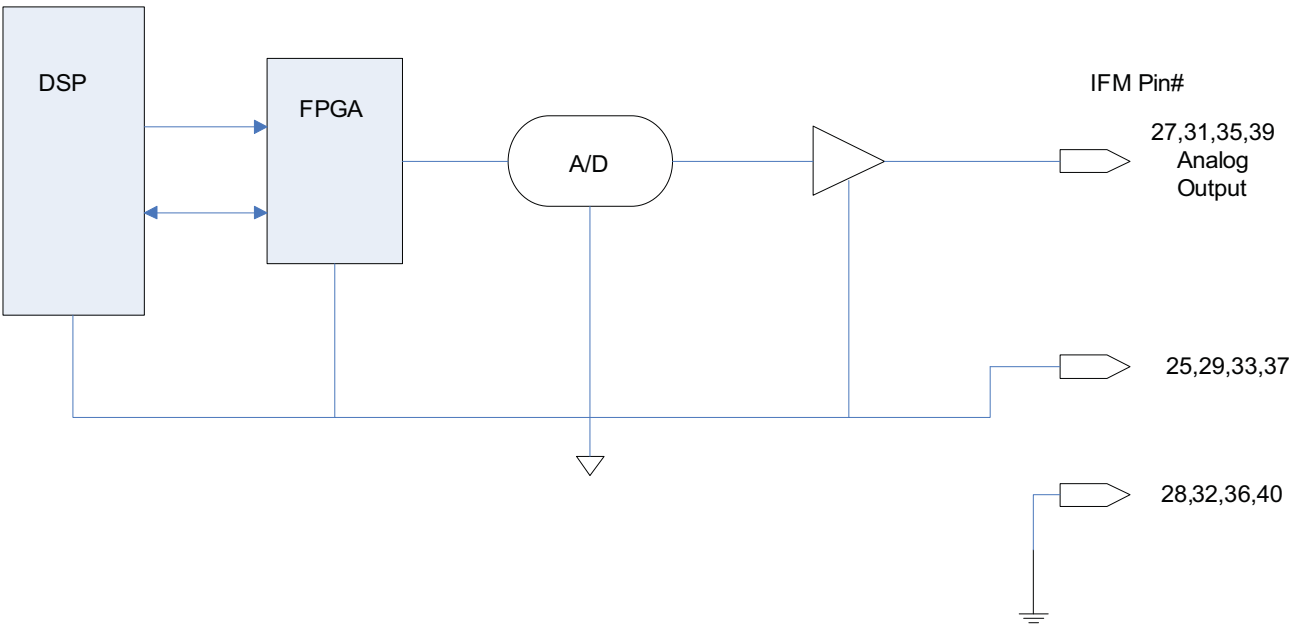 DSP
FPGA
A/D
IFM Pin#
27,31,35,39
Analog
Output
25,29,33,37
28,32,36,40